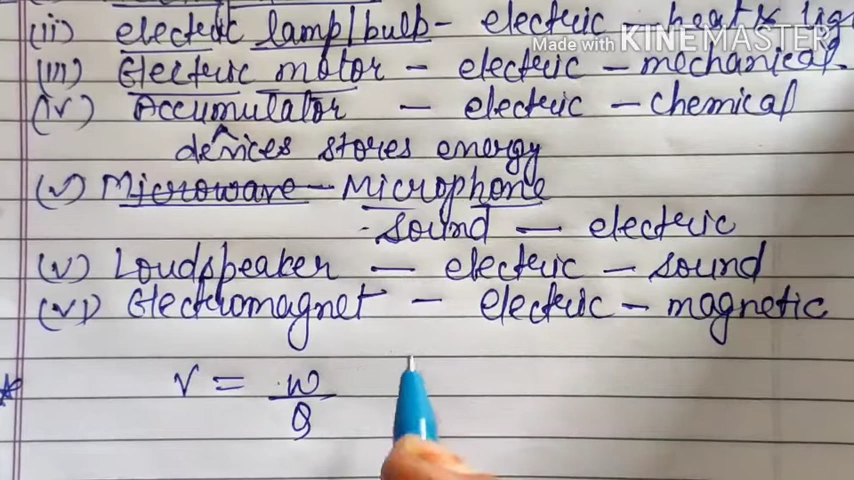 (ii) electric lamp/bulb - electric - heat & lig
Made with KINEMASTER
(iii) Electric motor - electric - mechanical.
(iv) Accumulator - electric - chemical
devices stores energy
(v) Microwave - Microphone
- sound - electric
(v) Loudspeaker - electric - sound
(vi) Electromagnet - electric - magnetic
* V = W
Q